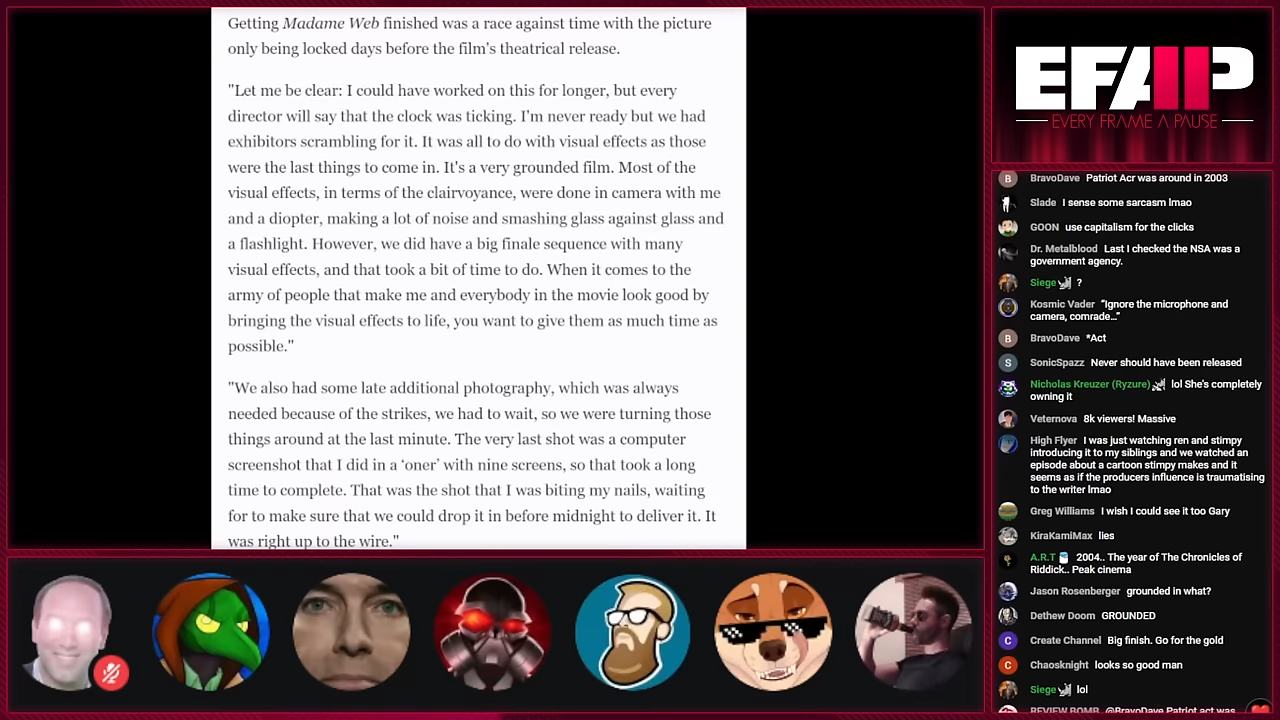 Getting Madame Web finished was a race against time with the picture
only being locked days before the film's theatrical release.
"Let me be clear: I could have worked on this for longer, but every
director will say that the clock was ticking. I'm never ready but we had
exhibitors scrambling for it. It was all to do with visual effects as those
were the last things to come in. It's a very grounded film. Most of the
visual effects, in terms of the clairvoyance, were done in camera with me
and a diopter, making a lot of noise and smashing glass against glass and
a flashlight. However, we did have a big finale sequence with many
visual effects, and that took a bit of time to do. When it comes to the
army of people that make me and everybody in the movie look good by
bringing the visual effects to life, you want to give them as much time as
possible."
"We also had some late additional photography, which was always
needed because of the strikes, we had to wait, so we were turning those
things around at the last minute. The very last shot was a computer
screenshot that I did in a ‘oner’ with nine screens, so that took a long
time to complete. That was the shot that I was biting my nails, waiting
for to make sure that we could drop it in before midnight to deliver it. It
was right up to the wire."
EFAP
EVERY FRAME A PAUSE
B BravoDave Patriot Acr was around in 2003
Slade I sense some sarcasm lmao
GOON use capitalism for the clicks
Dr. Metalblood Last I checked the NSA was a
government agency.
Siege ?
Kosmic Vader “Ignore the microphone and
camera, comrade…”
B BravoDave *Act
S SonicSpazz Never should have been released
Nicholas Kreuzer (Ryzure) lol She's completely
owning it
Veternova 8k viewers! Massive
High Flyer I was just watching ren and stimpy
introducing it to my siblings and we watched an
episode about a cartoon stimpy makes and it
seems as if the producers influence is traumatising
to the writer lmao
Greg Williams I wish I could see it too Gary
KiraKamiMax lies
A.R.T 2004.. The year of The Chronicles of
Riddick.. Peak cinema
Jason Rosenberger grounded in what?
Dethew Doom GROUNDED
C Create Channel Big finish. Go for the gold
C Chaosknight looks so good man
Siege lol
REVIEW BOMB @BravoDave Patriot act was